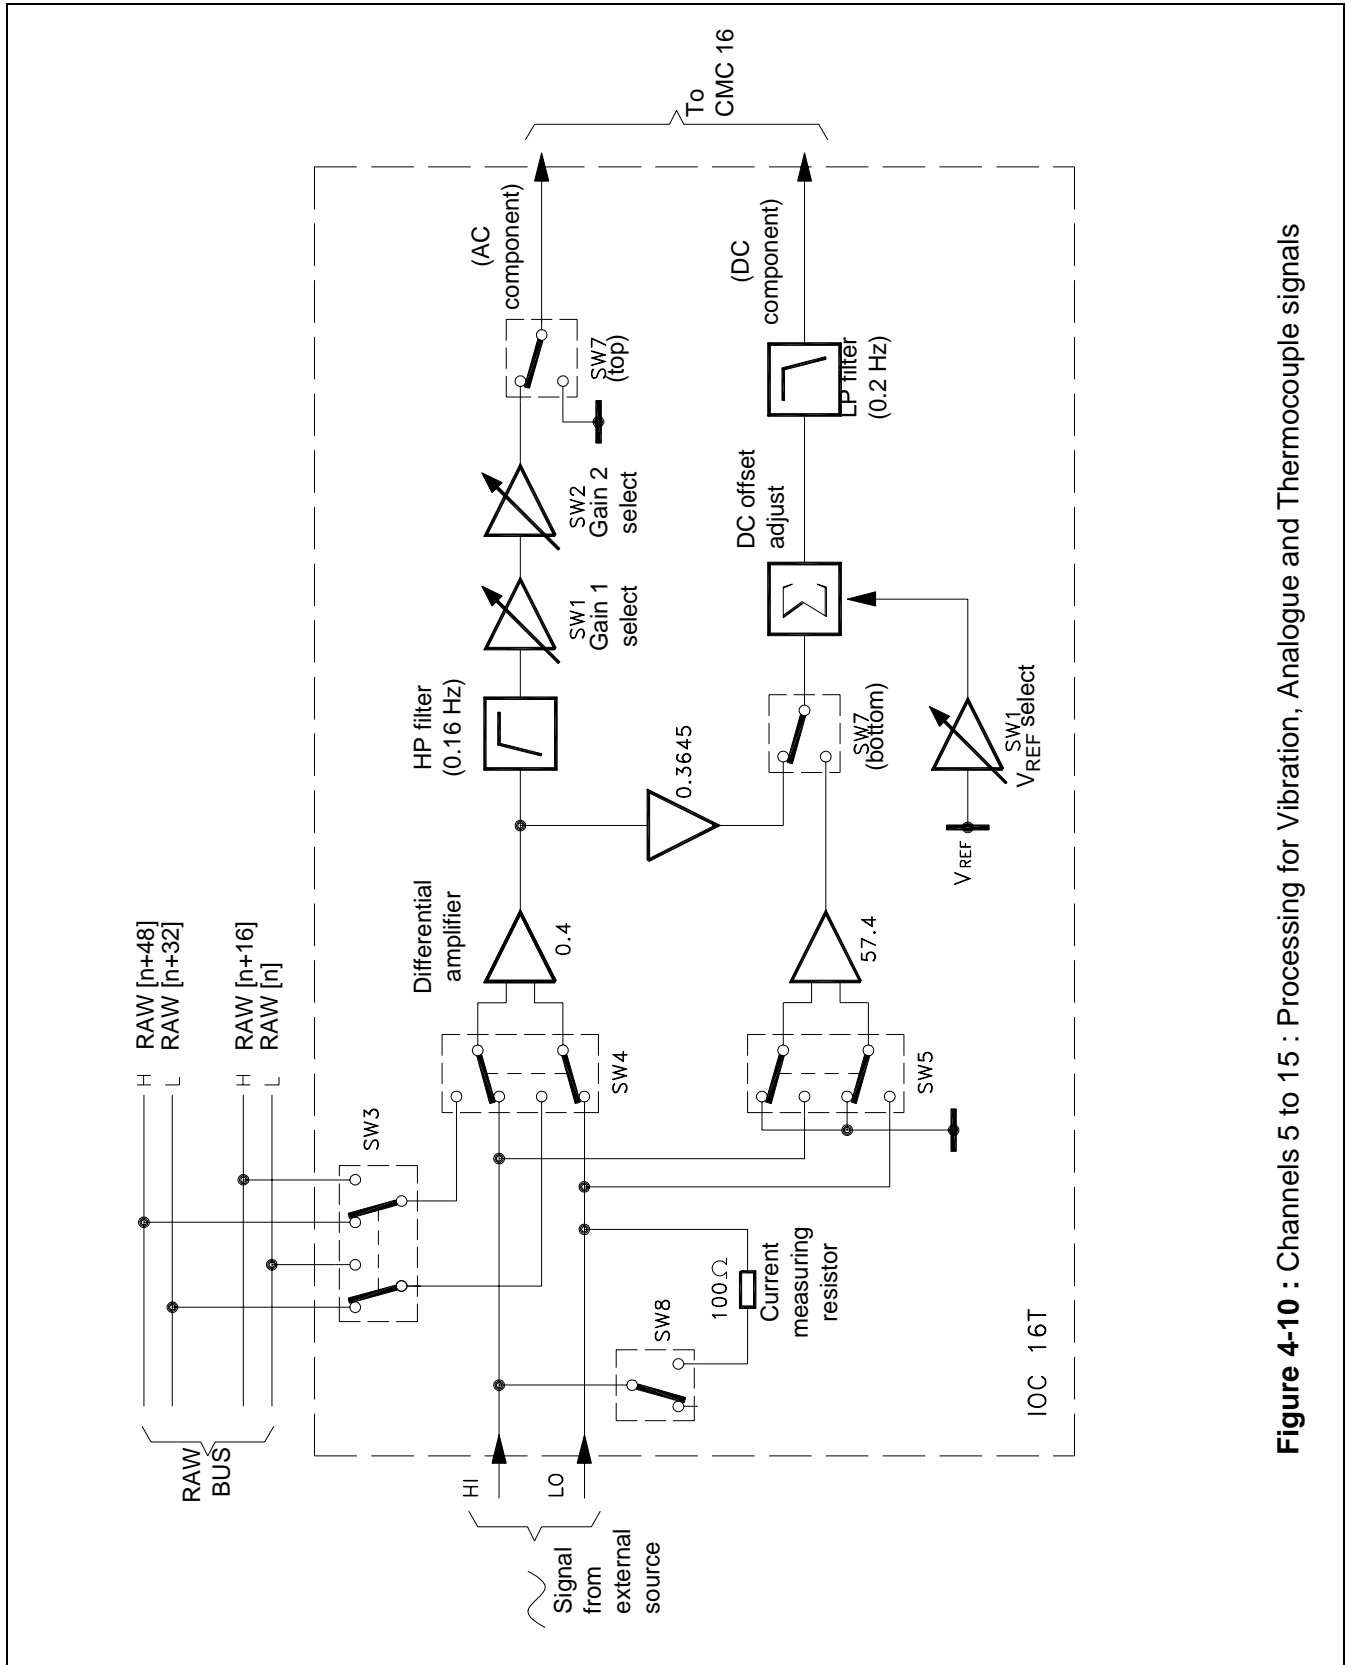 RAW
BUS
H RAW [n+48]
L RAW [n+32]
H RAW [n+16]
L RAW [n]
SW3
Signal
from
external
source
HI
LO
SW8
100Ω
Current
measuring
resistor
SW4
SW5
Differential
amplifier
0.4
57.4
0.3645
HP filter
(0.16 Hz)
SW1
Gain 1
select
SW2
Gain 2
select
SW7
(top)
(AC
component)
To
CMC 16
SW7
(bottom)
VREF
SW1
VREF select
Σ
DC offset
adjust
LP filter
(0.2 Hz)
(DC
component)
IOC 16T
Figure 4-10 : Channels 5 to 15 : Processing for Vibration, Analogue and Thermocouple signals